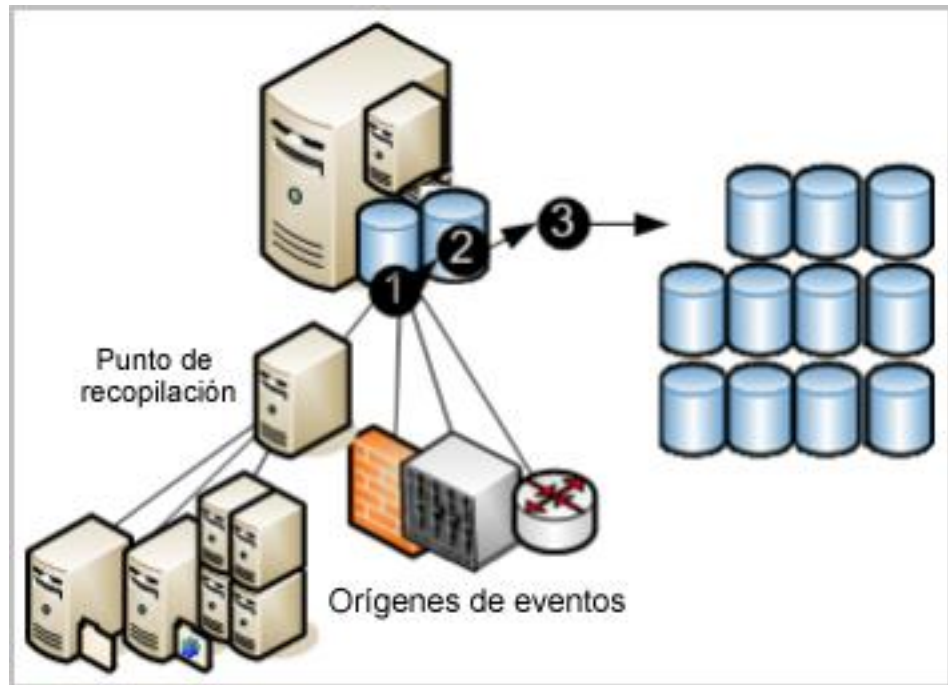 1
2
3
Punto de
recopilación
Orígenes de eventos